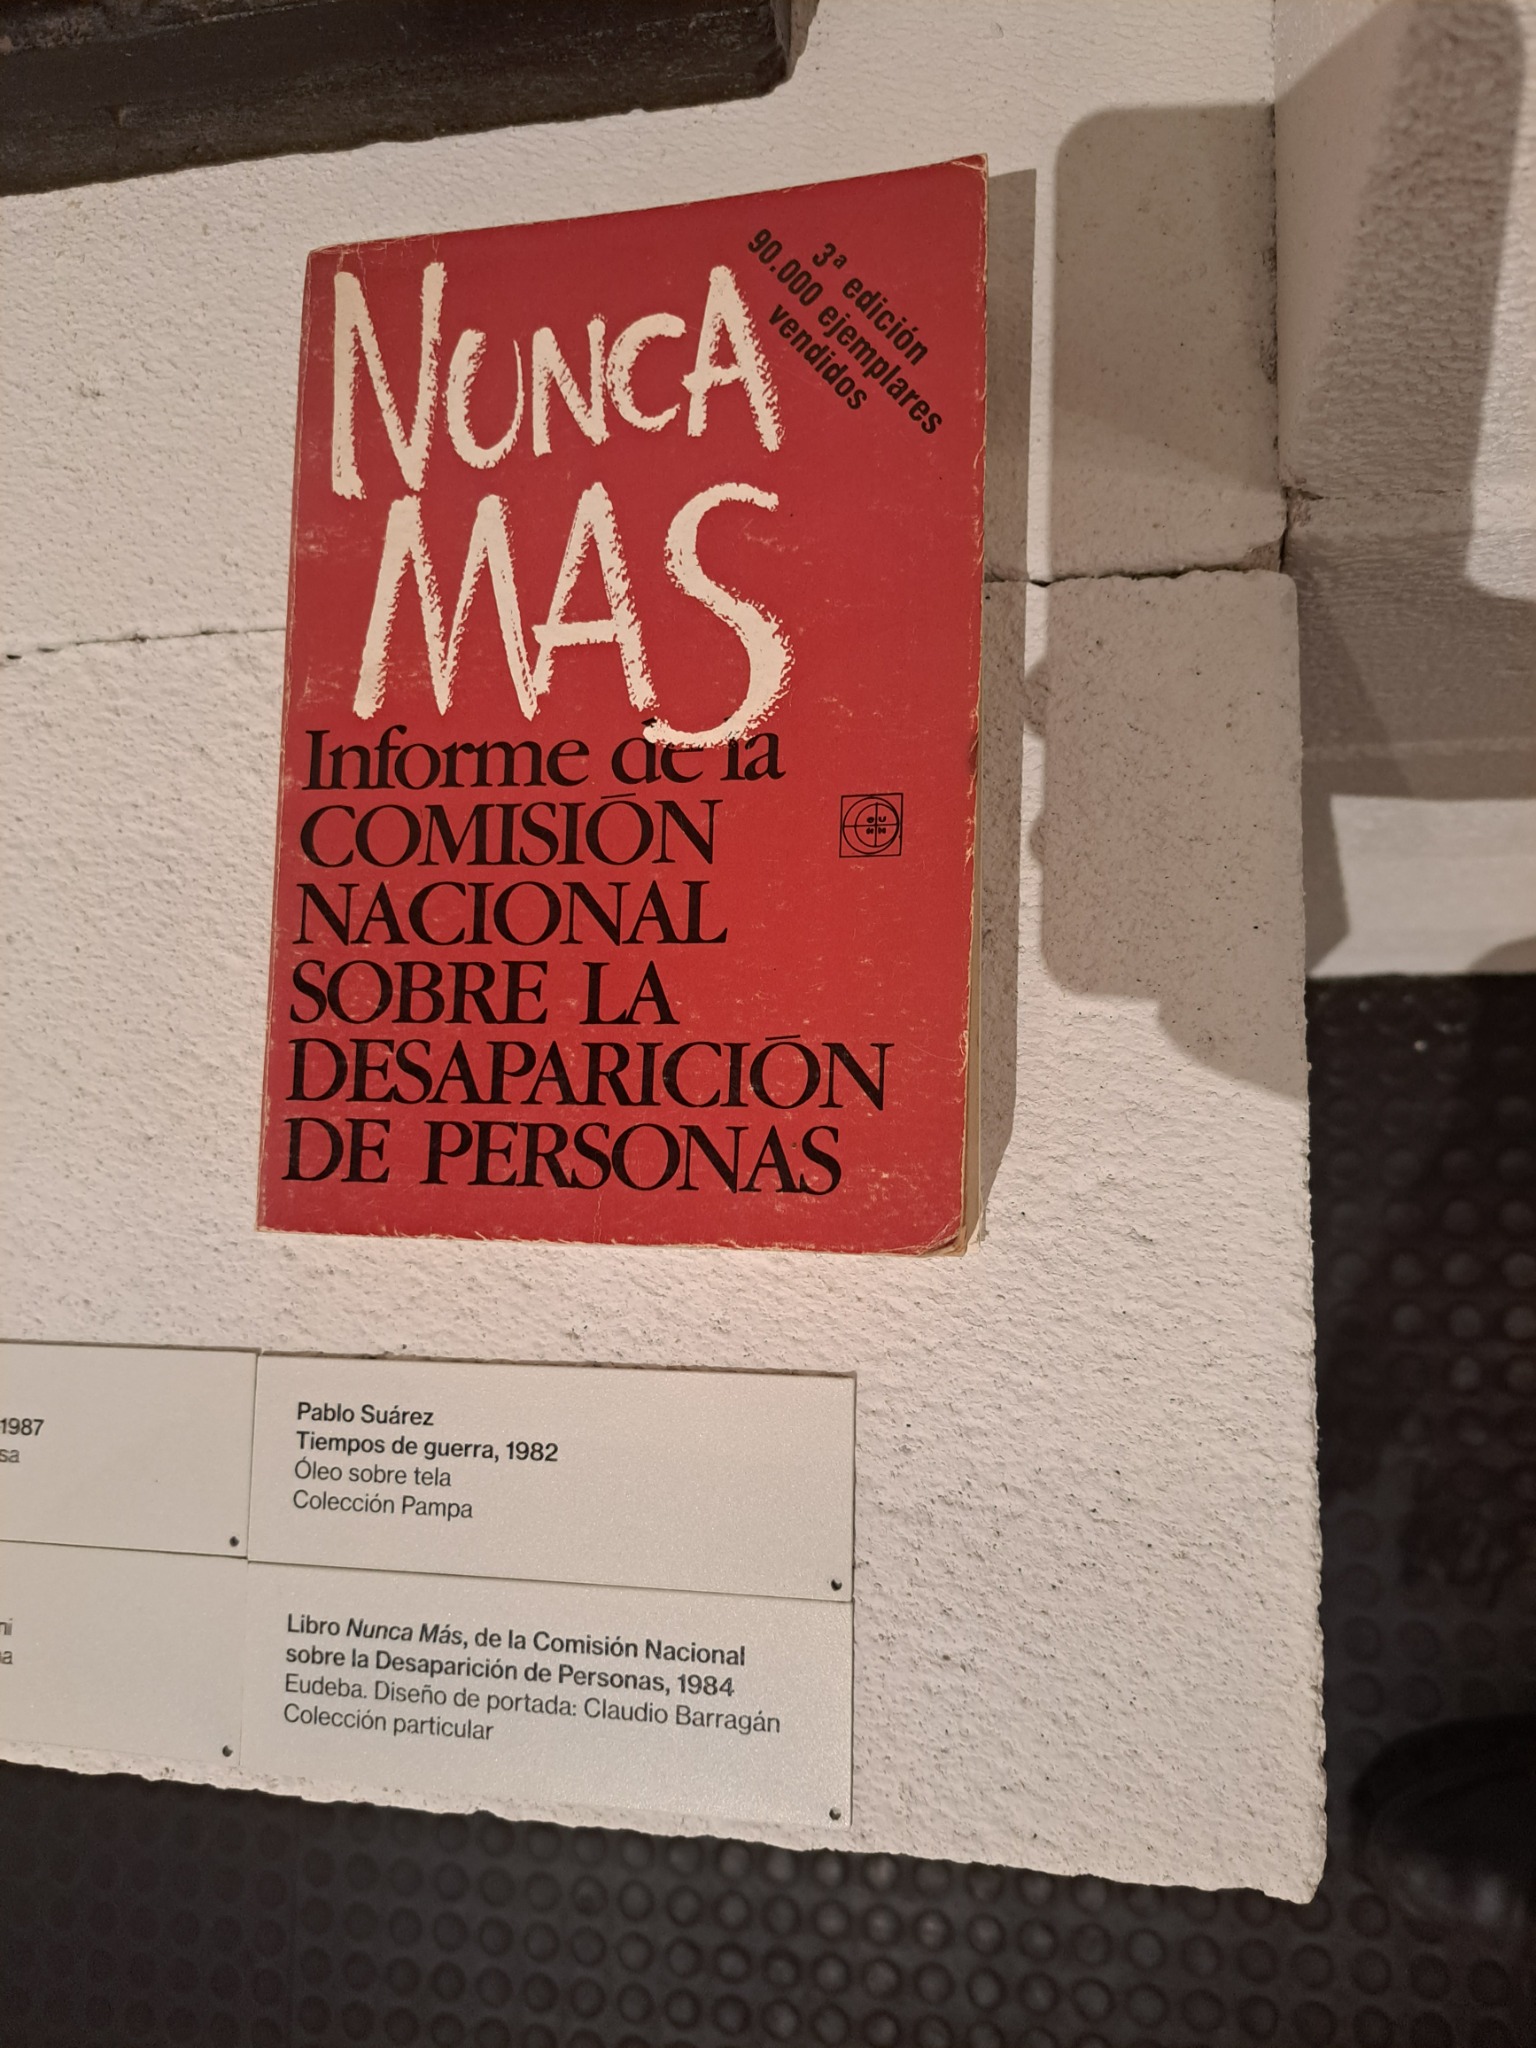 3ª edición
90.000 ejemplares
vendidos
NUNCA
MAS
Informe de la
COMISIÓN
NACIONAL
SOBRE LA
DESAPARICIÓN
DE PERSONAS
1987
Pablo Suárez
Tiempos de guerra, 1982
Óleo sobre tela
Colección Pampa
Libro Nunca Más, de la Comisión Nacional
sobre la Desaparición de Personas, 1984
Eudeba. Diseño de portada: Claudio Barragán
Colección particular